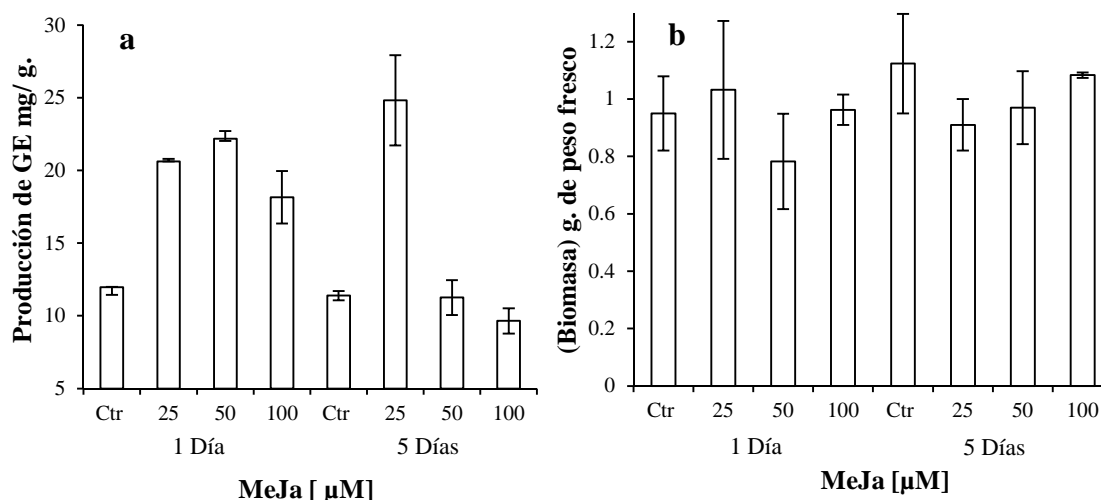 a
Producción de GE mg/ g.
30
25
20
15
10
5
Ctr 25 50 100 Ctr 25 50 100
1 Día 5 Días
MeJa [ µM]
b
(Biomasa) g. de peso fresco
1.2
1
0.8
0.6
0.4
0.2
0
Ctr 25 50 100 Ctr 25 50 100
1 Día 5 Días
MeJa [µM]